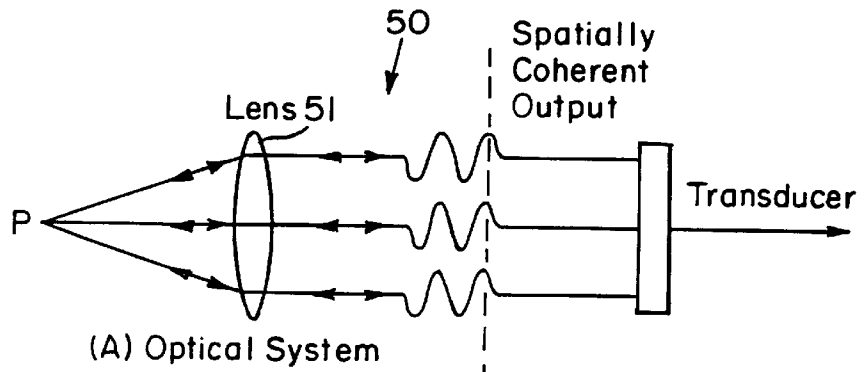 50
Spatially
Coherent
Output
Lens 51
Transducer
P
(A) Optical System